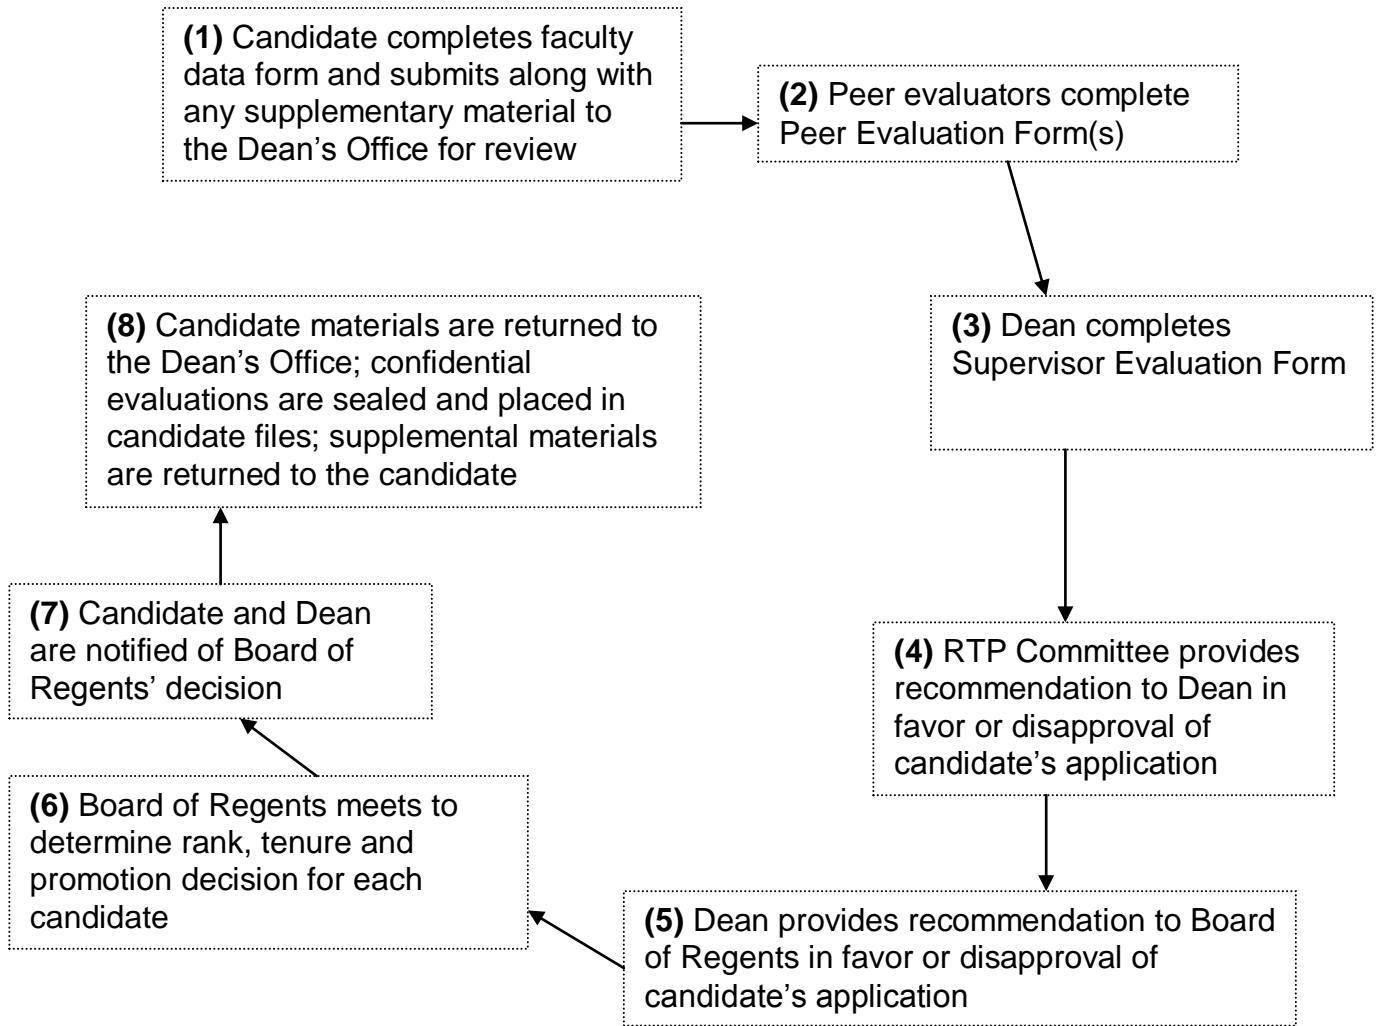 (1) Candidate completes faculty
data form and submits along with
any supplementary material to
the Dean’s Office for review
(2) Peer evaluators complete
Peer Evaluation Form(s)
(3) Dean completes
Supervisor Evaluation Form
(4) RTP Committee provides
recommendation to Dean in
favor or disapproval of
candidate’s application
(5) Dean provides recommendation to Board
of Regents in favor or disapproval of
candidate’s application
(6) Board of Regents meets to
determine rank, tenure and
promotion decision for each
candidate
(7) Candidate and Dean
are notified of Board of
Regents’ decision
(8) Candidate materials are returned to
the Dean’s Office; confidential
evaluations are sealed and placed in
candidate files; supplemental materials
are returned to the candidate